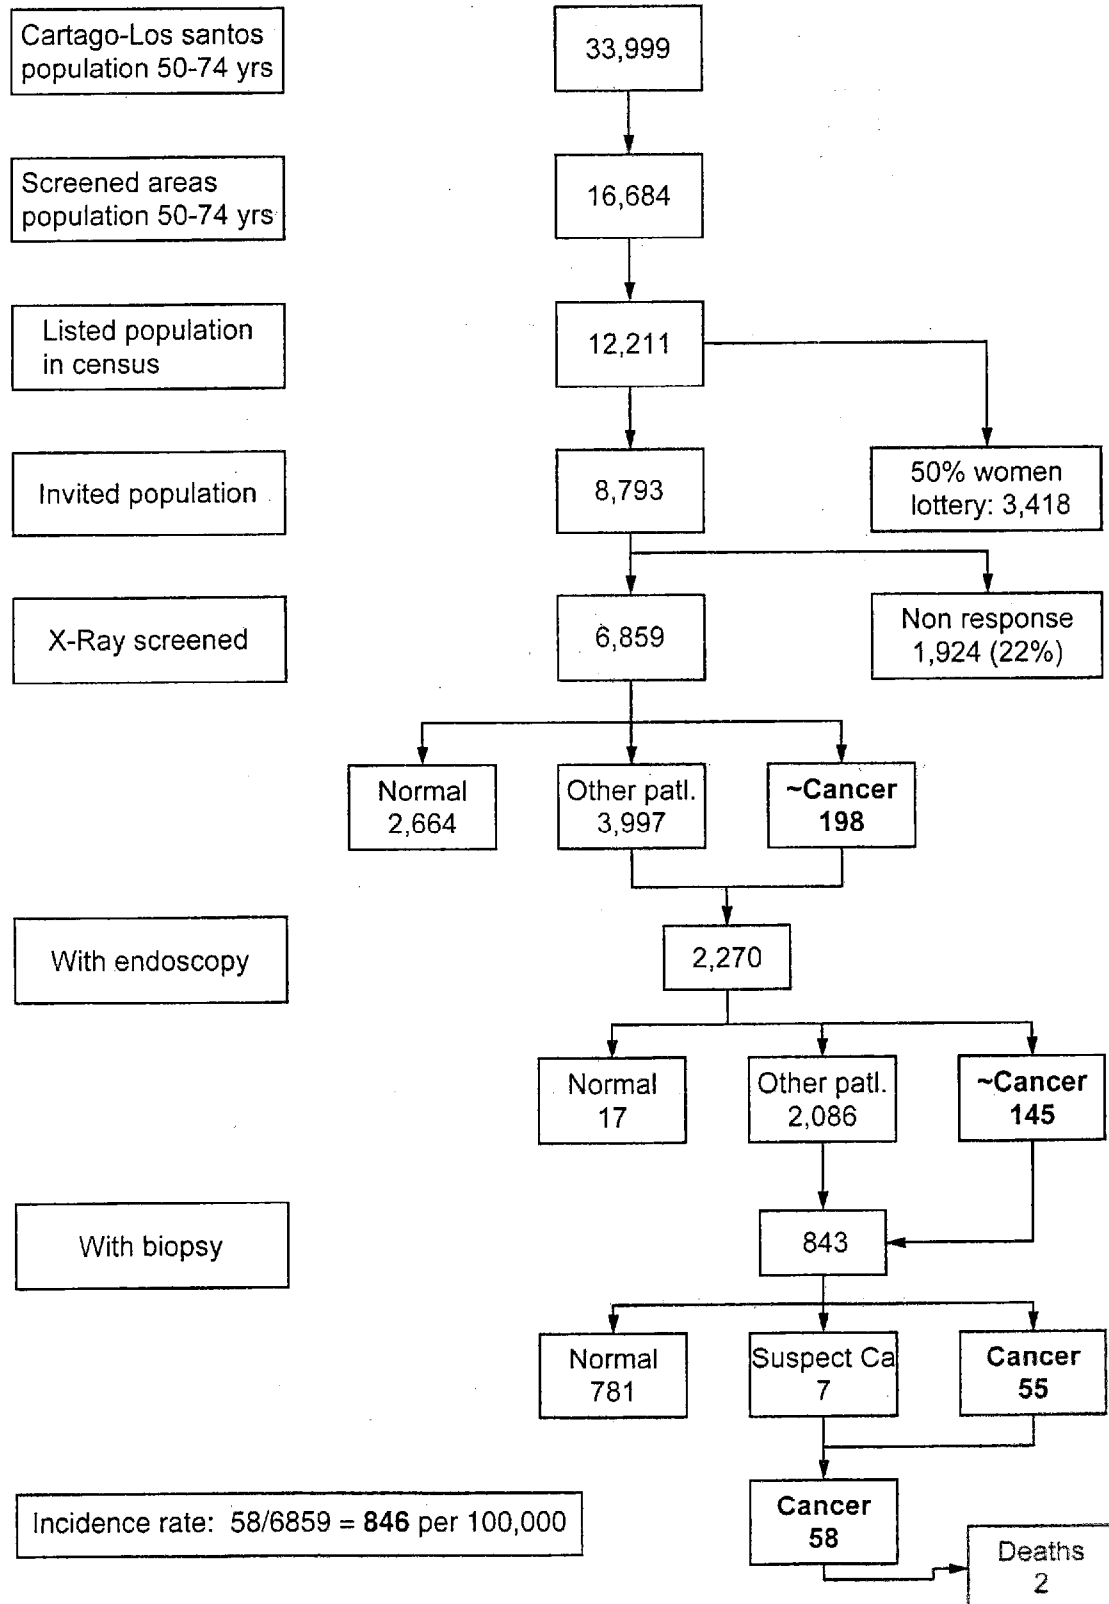 Cartago-Los santos
population 50-74 yrs
33,999
Screened areas
population 50-74 yrs
16,684
Listed population
in census
12,211
Invited population
8,793
50% women
lottery: 3,418
X-Ray screened
6,859
Non response
1,924 (22%)
Normal
2,664
Other patl.
3,997
~Cancer
198
With endoscopy
2,270
Normal
17
Other patl.
2,086
~Cancer
145
With biopsy
843
Normal
781
Suspect Ca
7
Cancer
55
Incidence rate: 58/6859 = 846 per 100,000
Cancer
58
Deaths
2